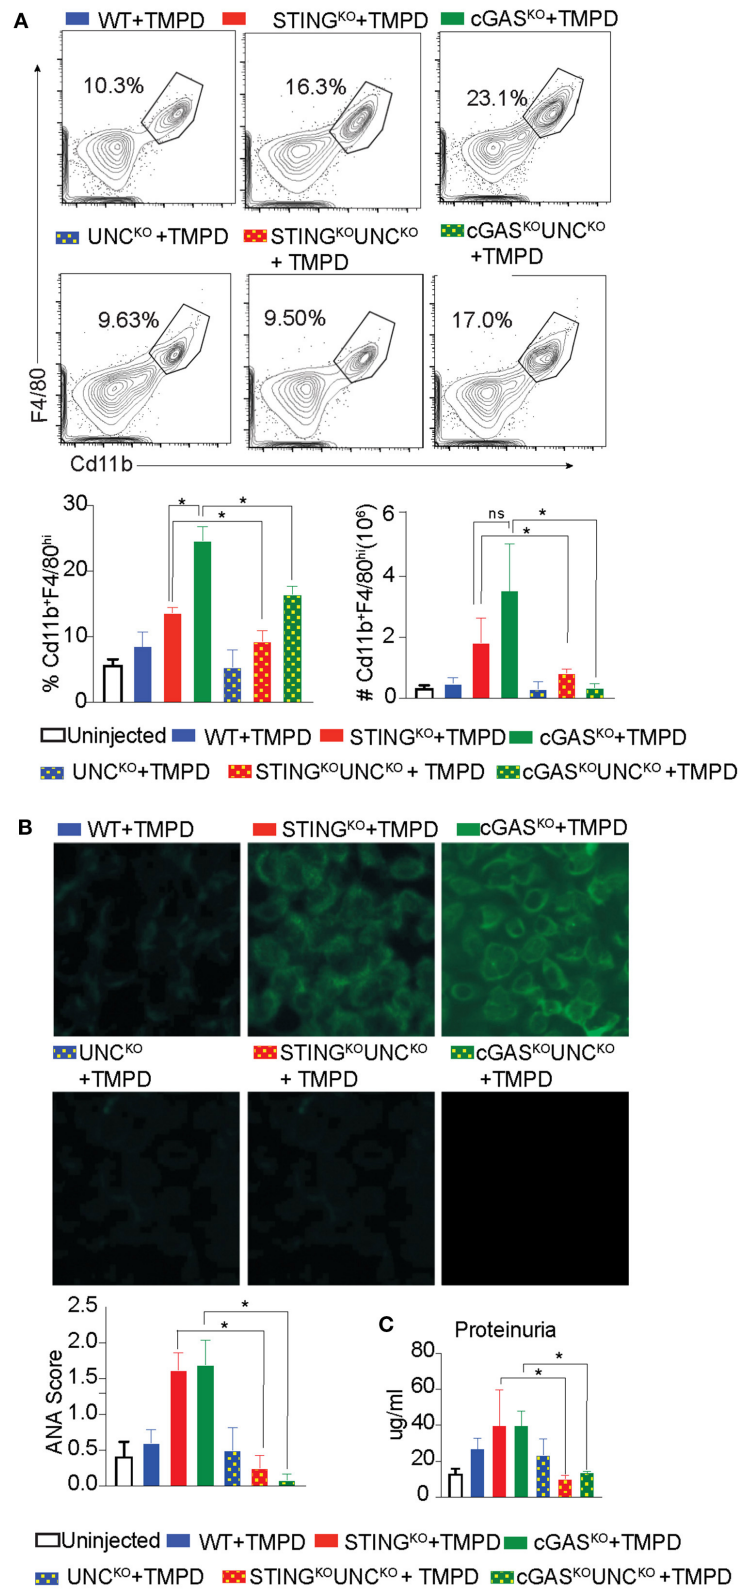 A
WT+TMPD STINGKO+TMPD cGASKO+TMPD
10.3% 16.3% 23.1%
UNCKO +TMPD STINGKOUNCKO + TMPD cGASKOUNCKO +TMPD
9.63% 9.50% 17.0%
F4/80
Cd11b
% Cd11b+F4/80hi
30
20
10
0
* * *
# Cd11b+F4/80hi(106)
6
4
2
0
ns * *
Uninjected WT+TMPD STINGKO+TMPD cGASKO+TMPD
UNCKO+TMPD STINGKOUNCKO + TMPD cGASKOUNCKO +TMPD
B
WT+TMPD STINGKO+TMPD cGASKO+TMPD
UNCKO +TMPD STINGKOUNCKO + TMPD cGASKOUNCKO +TMPD
ANA Score
2.5
2.0
1.5
1.0
0.5
0.0
* *
C
Proteinuria
ug/ml
80
60
40
20
0
* *
Uninjected WT+TMPD STINGKO+TMPD cGASKO+TMPD
UNCKO+TMPD STINGKOUNCKO + TMPD cGASKOUNCKO +TMPD